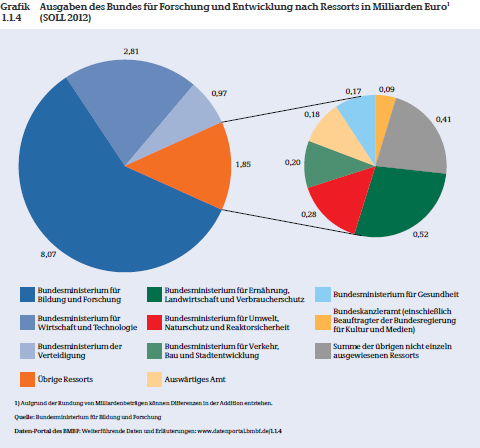 Grafik 1.1.4
Ausgaben des Bundes für Forschung und Entwicklung nach Ressorts in Milliarden Euro¹
(SOLL 2012)
2,81
0,97
1,85
8,07
0,17
0,09
0,18
0,41
0,20
0,28
0,52
Bundesministerium für
Bildung und Forschung
Bundesministerium für
Wirtschaft und Technologie
Bundesministerium der
Verteidigung
Übrige Ressorts
Bundesministerium für Ernährung,
Landwirtschaft und Verbraucherschutz
Bundesministerium für Umwelt,
Naturschutz und Reaktorsicherheit
Bundesministerium für Verkehr,
Bau und Stadtentwicklung
Auswärtiges Amt
Bundesministerium für Gesundheit
Bundeskanzleramt (einschießlich
Beauftragter der Bundesregierung
für Kultur und Medien)
Summe der übrigen nicht einzeln
ausgewiesenen Ressorts
1) Aufgrund der Rundung von Milliardenbeträgen können Differenzen in der Addition entstehen.
Quelle: Bundesministerium für Bildung und Forschung
Daten-Portal des BMBF: Weiterführende Daten und Erläuterungen: www.datenportal.bmbf.de/1.1.4